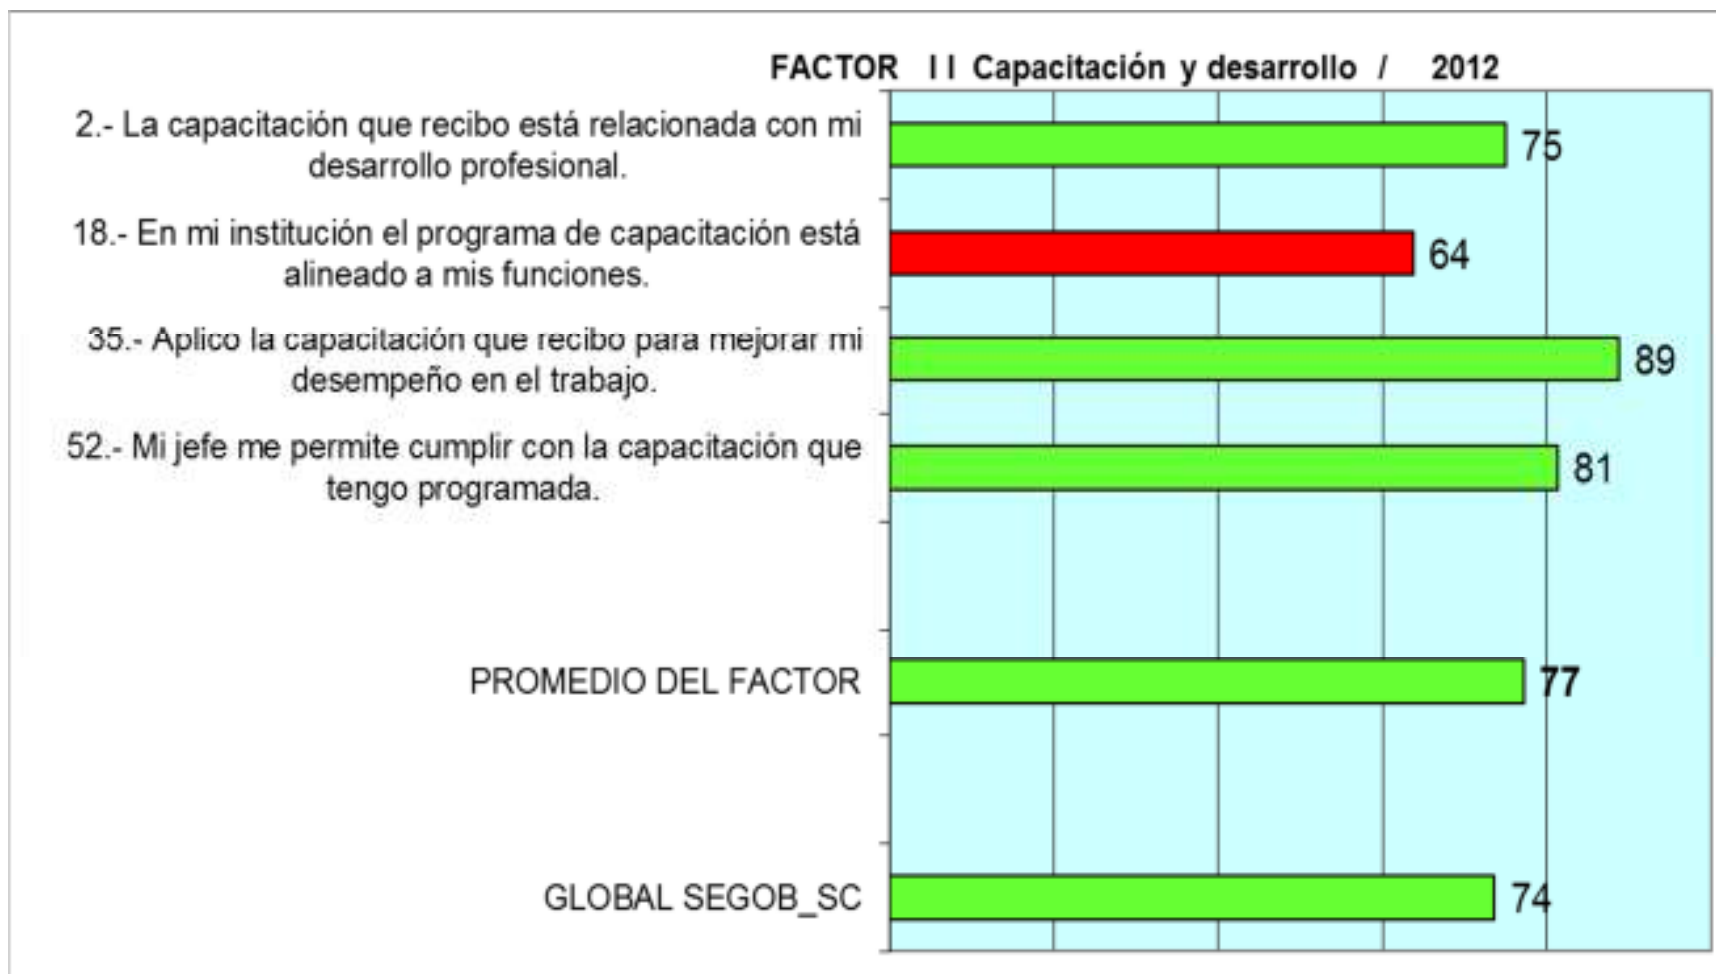 FACTOR I I Capacitación y desarrollo / 2012
2.- La capacitación que recibo está relacionada con mi
desarrollo profesional.
75
18.- En mi institución el programa de capacitación está
alineado a mis funciones.
64
35.- Aplico la capacitación que recibo para mejorar mi
desempeño en el trabajo.
89
52.- Mi jefe me permite cumplir con la capacitación que
tengo programada.
81
PROMEDIO DEL FACTOR
77
GLOBAL SEGOB_SC
74